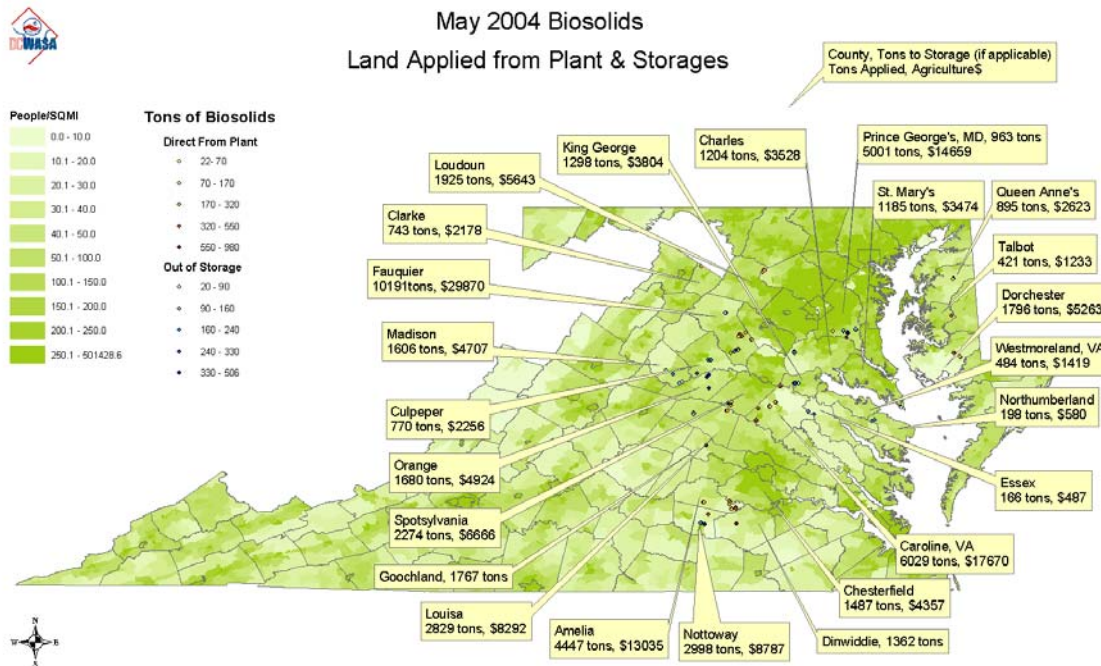 DCWASA
May 2004 Biosolids
Land Applied from Plant & Storages
County, Tons to Storage (if applicable)
Tons Applied, Agriculture$
People/SQMI
0.0 - 10.0
10.1 - 20.0
20.1 - 30.0
30.1 - 40.0
40.1 - 50.0
50.1 - 100.0
100.1 - 150.0
150.1 - 200.0
200.1 - 250.0
250.1 - 501428.6
Tons of Biosolids
Direct From Plant
22- 70
70 - 170
170 - 320
320 - 550
550 - 980
Out of Storage
20 - 90
90 - 160
160 - 240
240 - 330
330 - 506
King George
1298 tons, $3804
Charles
1204 tons, $3528
Prince George's, MD, 963 tons
5001 tons, $14659
Loudoun
1925 tons, $5643
St. Mary's
1185 tons, $3474
Queen Anne's
895 tons, $2623
Clarke
743 tons, $2178
Talbot
421 tons, $1233
Fauquier
10191tons, $29870
Dorchester
1796 tons, $5263
Madison
1606 tons, $4707
Westmoreland, VA
484 tons, $1419
Northumberland
198 tons, $580
Culpeper
770 tons, $2256
Orange
1680 tons, $4924
Essex
166 tons, $487
Spotsylvania
2274 tons, $6666
Caroline, VA
6029 tons, $17670
Goochland, 1767 tons
Chesterfield
1487 tons, $4357
Louisa
2829 tons, $8292
Amelia
4447 tons, $13035
Nottoway
2998 tons, $8787
Dinwiddie, 1362 tons
N
W
E
S